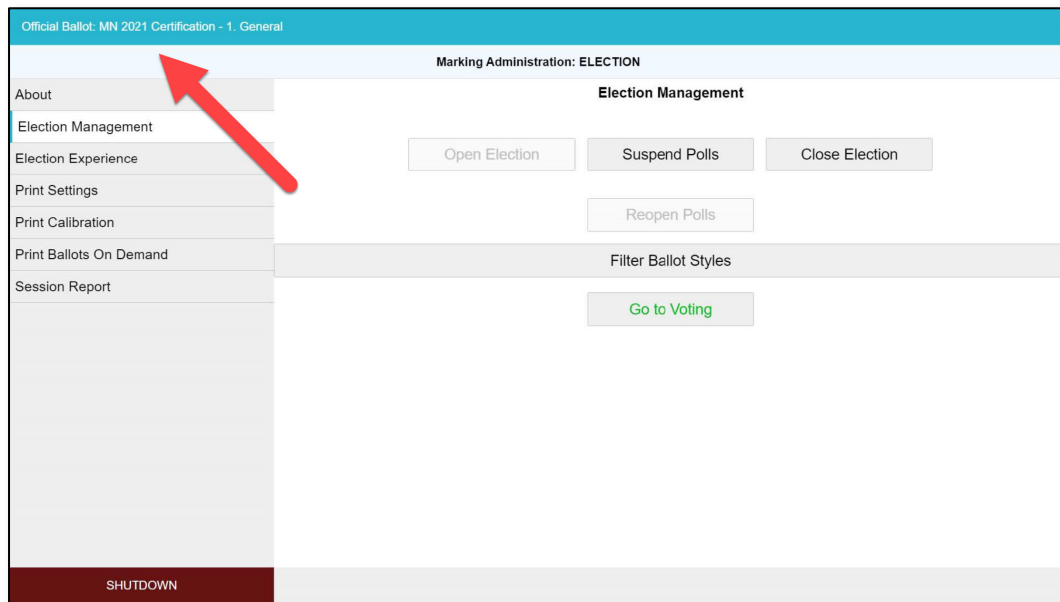 Official Ballot: MN 2021 Certification - 1. General
Marking Administration: ELECTION
About
Election Management
Election Experience
Print Settings
Print Calibration
Print Ballots On Demand
Session Report
SHUTDOWN
Election Management
Open Election Suspend Polls Close Election
Reopen Polls
Filter Ballot Styles
Go to Voting